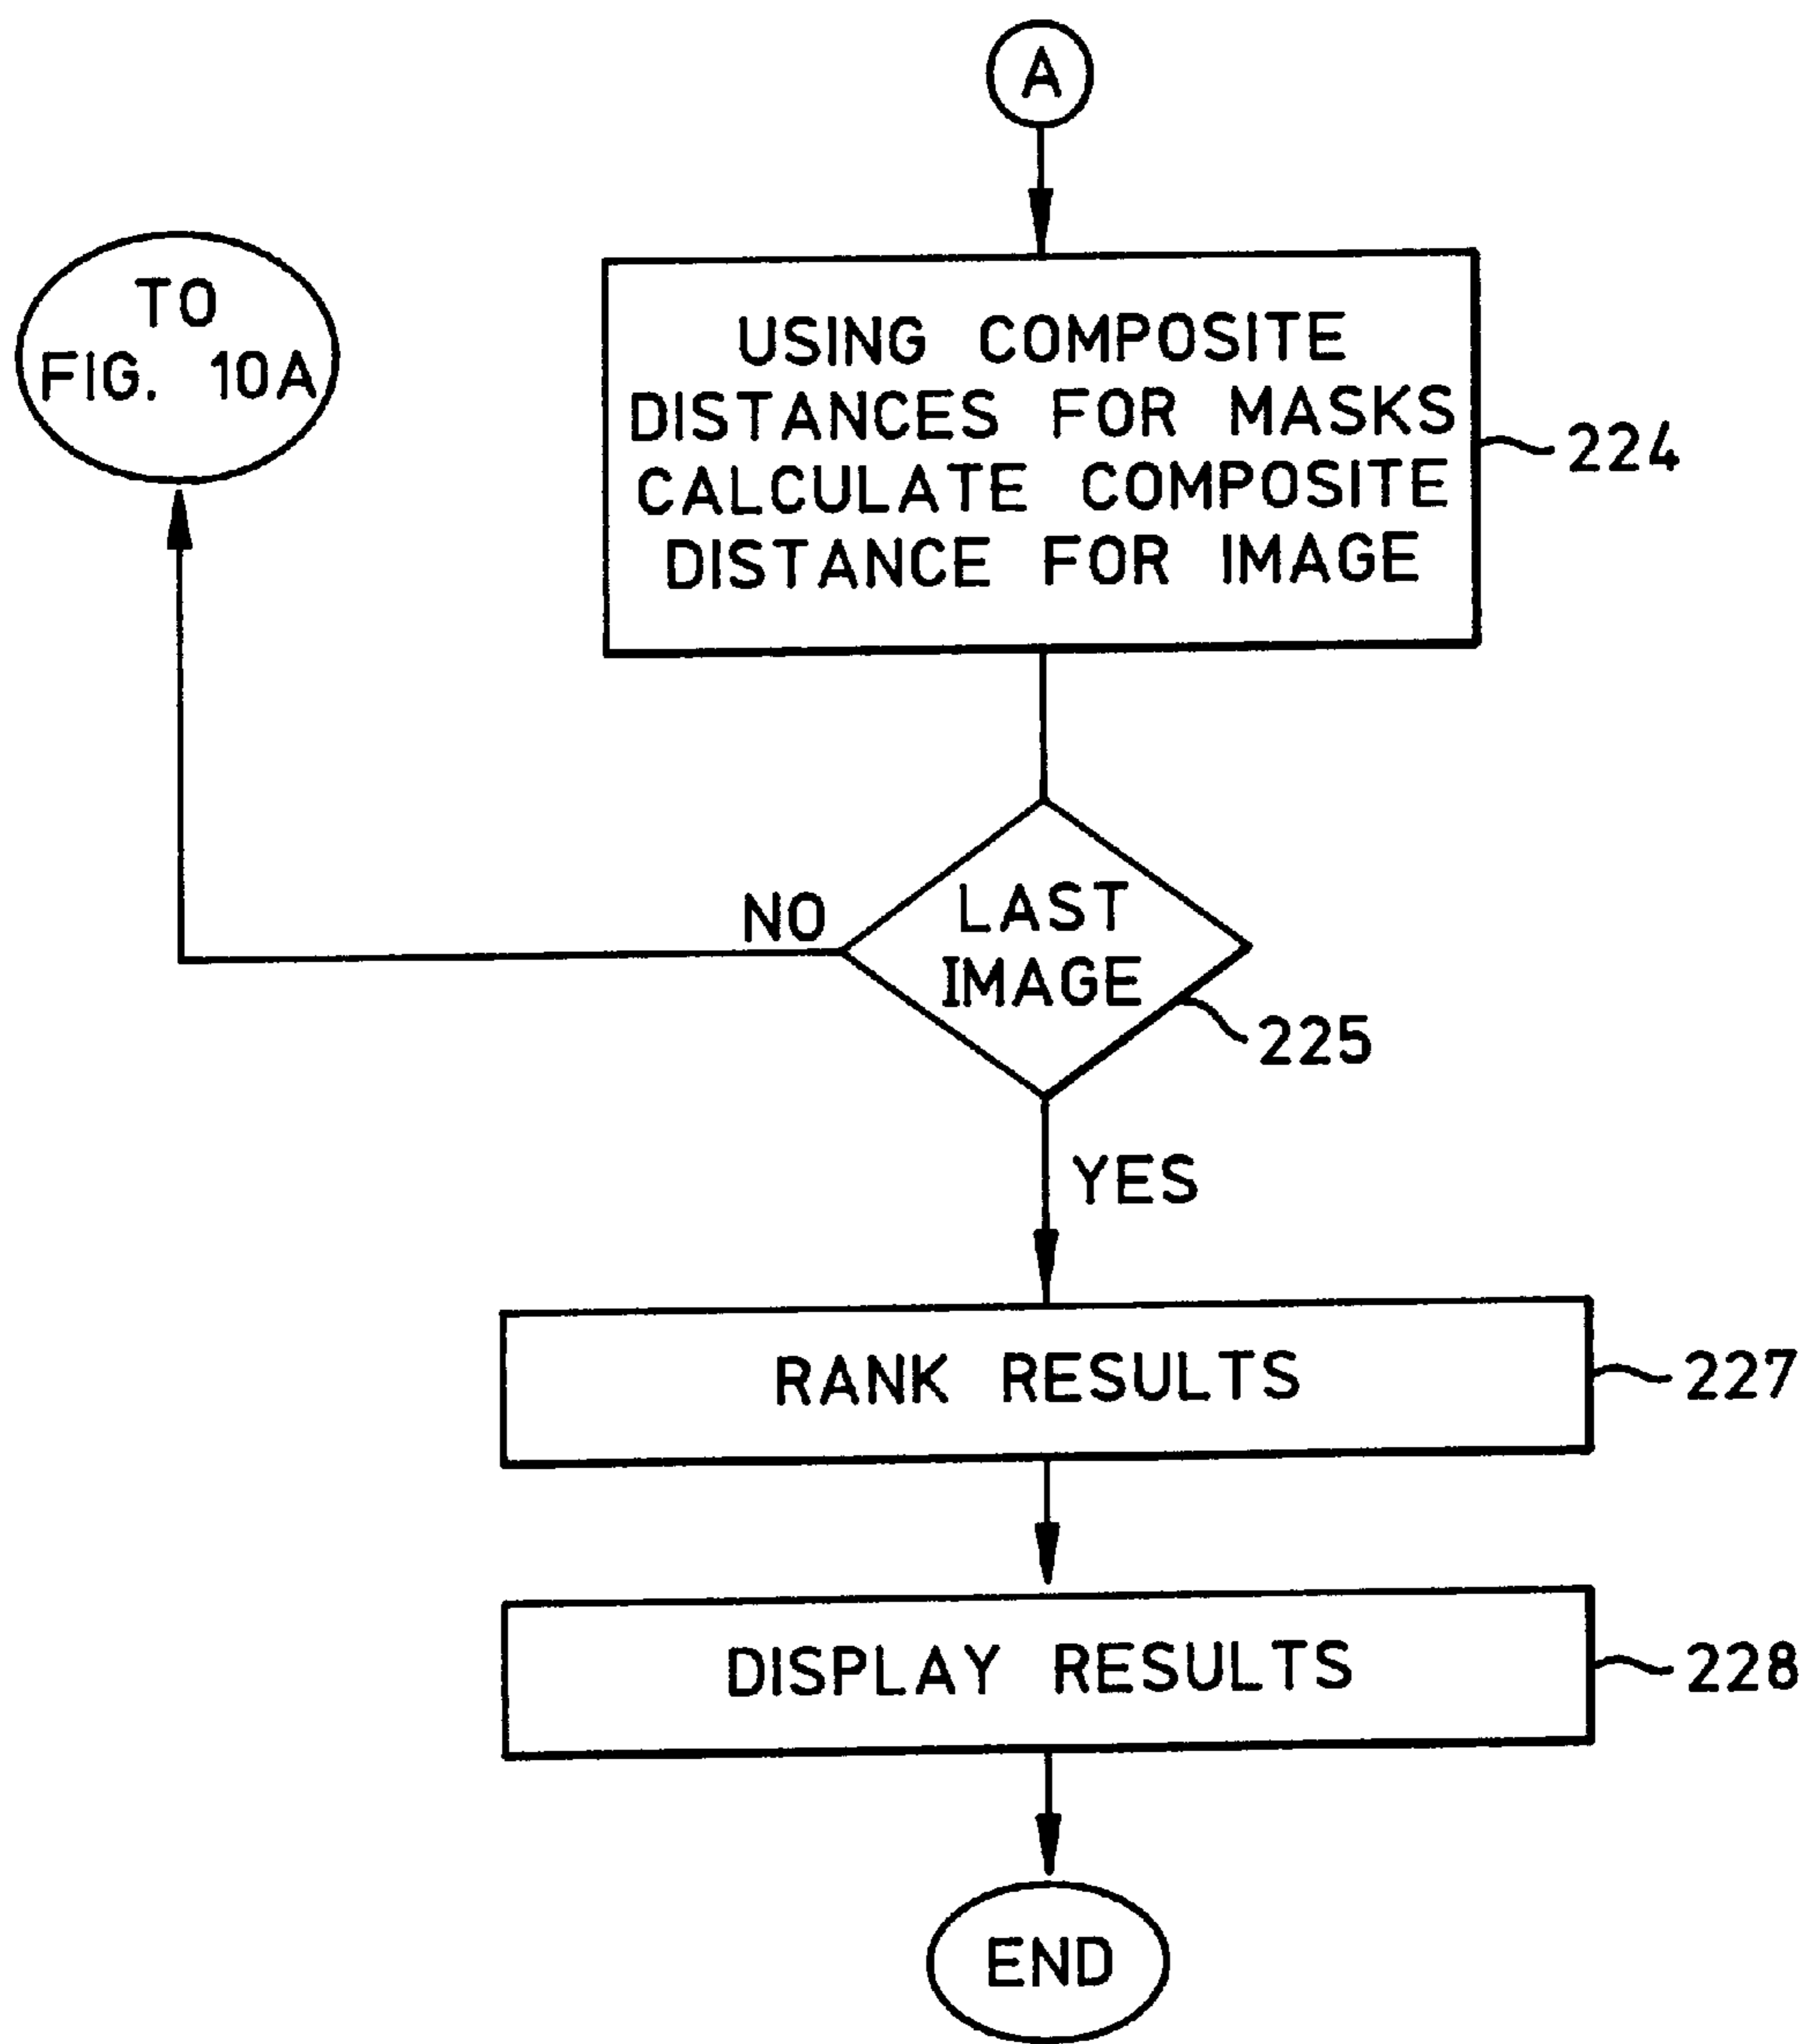 A
TO
FIG. 10A
USING COMPOSITE
DISTANCES FOR MASKS
CALCULATE COMPOSITE
DISTANCE FOR IMAGE
224
NO
LAST
IMAGE
225
YES
RANK RESULTS
227
DISPLAY RESULTS
228
END